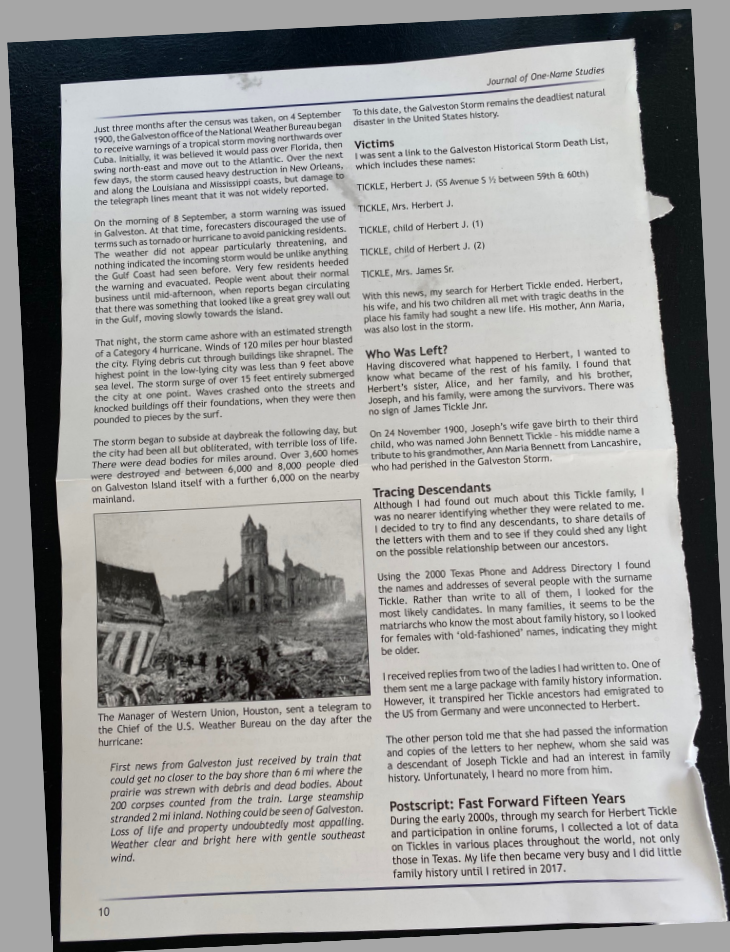 Journal of One-Name Studies
Just three months after the census was taken, on 4 September
1900, the Galveston office of the National Weather Bureau began
to receive warnings of a tropical storm moving northwards over
Cuba. Initially, it was believed it would pass over Florida, then
swing north-east and move out to the Atlantic. Over the next
few days, the storm caused heavy destruction in New Orleans,
and along the Louisiana and Mississippi coasts, but damage to
the telegraph lines meant that it was not widely reported.
On the morning of 8 September, a storm warning was issued
in Galveston. At that time, forecasters discouraged the use of
terms such as tornado or hurricane to avoid panicking residents.
The weather did not appear particularly threatening, and
nothing indicated the incoming storm would be unlike anything
the Gulf Coast had seen before. Very few residents heeded
the warning and evacuated. People went about their normal
business until mid-afternoon, when reports began circulating
that there was something that looked like a great grey wall out
in the Gulf, moving slowly towards the island.
That night, the storm came ashore with an estimated strength
of a Category 4 hurricane. Winds of 120 miles per hour blasted
the city. Flying debris cut through buildings like shrapnel. The
highest point in the low-lying city was less than 9 feet above
sea level. The storm surge of over 15 feet entirely submerged
the city at one point. Waves crashed onto the streets and
knocked buildings off their foundations, when they were then
pounded to pieces by the surf.
The storm began to subside at daybreak the following day, but
the city had been all but obliterated, with terrible loss of life.
There were dead bodies for miles around. Over 3,600 homes
were destroyed and between 6,000 and 8,000 people died
on Galveston Island itself with a further 6,000 on the nearby
mainland.
The Manager of Western Union, Houston, sent a telegram to
the Chief of the U.S. Weather Bureau on the day after the
hurricane:
First news from Galveston just received by train that
could get no closer to the bay shore than 6 mi where the
prairie was strewn with debris and dead bodies. About
200 corpses counted from the train. Large steamship
stranded 2 mi inland. Nothing could be seen of Galveston.
Loss of life and property undoubtedly most appalling.
Weather clear and bright here with gentle southeast
wind.
To this date, the Galveston Storm remains the deadliest natural
disaster in the United States history.
Victims
I was sent a link to the Galveston Historical Storm Death List,
which includes these names:
TICKLE, Herbert J. (SS Avenue S ½ between 59th & 60th)
TICKLE, Mrs. Herbert J.
TICKLE, child of Herbert J. (1)
TICKLE, child of Herbert J. (2)
TICKLE, Mrs. James Sr.
With this news, my search for Herbert Tickle ended. Herbert,
his wife, and his two children all met with tragic deaths in the
place his family had sought a new life. His mother, Ann Maria,
was also lost in the storm.
Who Was Left?
Having discovered what happened to Herbert, I wanted to
know what became of the rest of his family. I found that
Herbert's sister, Alice, and her family, and his brother,
Joseph, and his family, were among the survivors. There was
no sign of James Tickle Jnr.
On 24 November 1900, Joseph's wife gave birth to their third
child, who was named John Bennett Tickle - his middle name a
tribute to his grandmother, Ann Maria Bennett from Lancashire,
who had perished in the Galveston Storm.
Tracing Descendants
Although I had found out much about this Tickle family, I
was no nearer identifying whether they were related to me.
I decided to try to find any descendants, to share details of
the letters with them and to see if they could shed any light
on the possible relationship between our ancestors.
Using the 2000 Texas Phone and Address Directory I found
the names and addresses of several people with the surname
Tickle. Rather than write to all of them, I looked for the
most likely candidates. In many families, it seems to be the
matriarchs who know the most about family history, so I looked
for females with 'old-fashioned' names, indicating they might
be older.
I received replies from two of the ladies I had written to. One of
them sent me a large package with family history information.
However, it transpired her Tickle ancestors had emigrated to
the US from Germany and were unconnected to Herbert.
The other person told me that she had passed the information
and copies of the letters to her nephew, whom she said was
a descendant of Joseph Tickle and had an interest in family
history. Unfortunately, I heard no more from him.
Postscript: Fast Forward Fifteen Years
During the early 2000s, through my search for Herbert Tickle
and participation in online forums, I collected a lot of data
on Tickles in various places throughout the world, not only
those in Texas. My life then became very busy and I did little
family history until I retired in 2017.
10